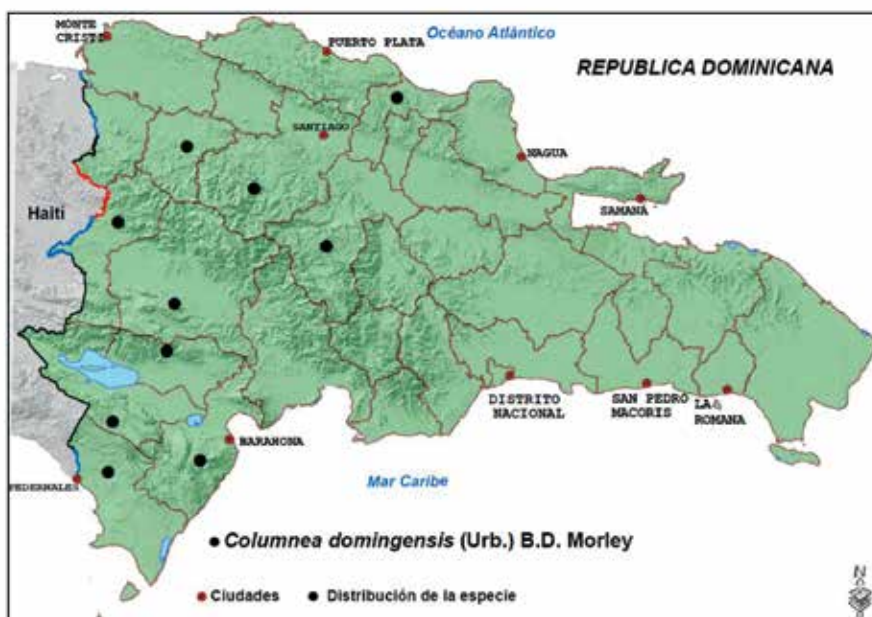 MONTE
CRISTI
PUERTO PLATA
Océano Atlántico
REPUBLICA DOMINICANA
SANTIAGO
NAGUA
SAMANA
Haití
DISTRITO
NACIONAL
SAN PEDRO
MACORIS
LA
ROMANA
BARAHONA
PEDERNALES
Mar Caribe
Columnea domingensis (Urb.) B.D. Morley
Ciudades
Distribución de la especie
N